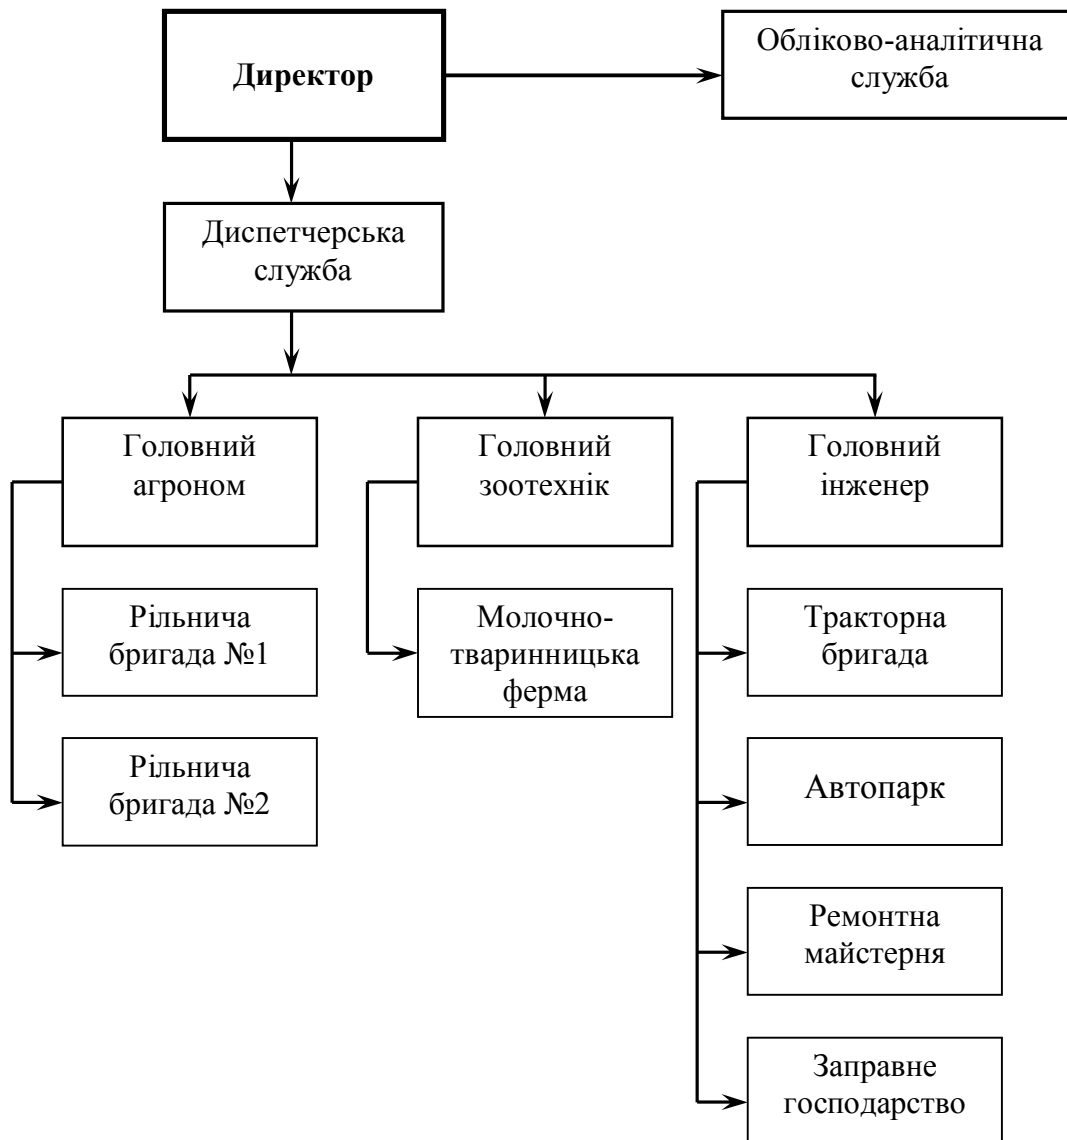 Директор
Обліково-аналітична
служба
Диспетчерська
служба
Головний
агроном
Головний
зоотехнік
Головний
інженер
Рільнича
бригада №1
Молочно-
тваринницька
ферма
Тракторна
бригада
Рільнича
бригада №2
Автопарк
Ремонтна
майстерня
Заправне
господарство